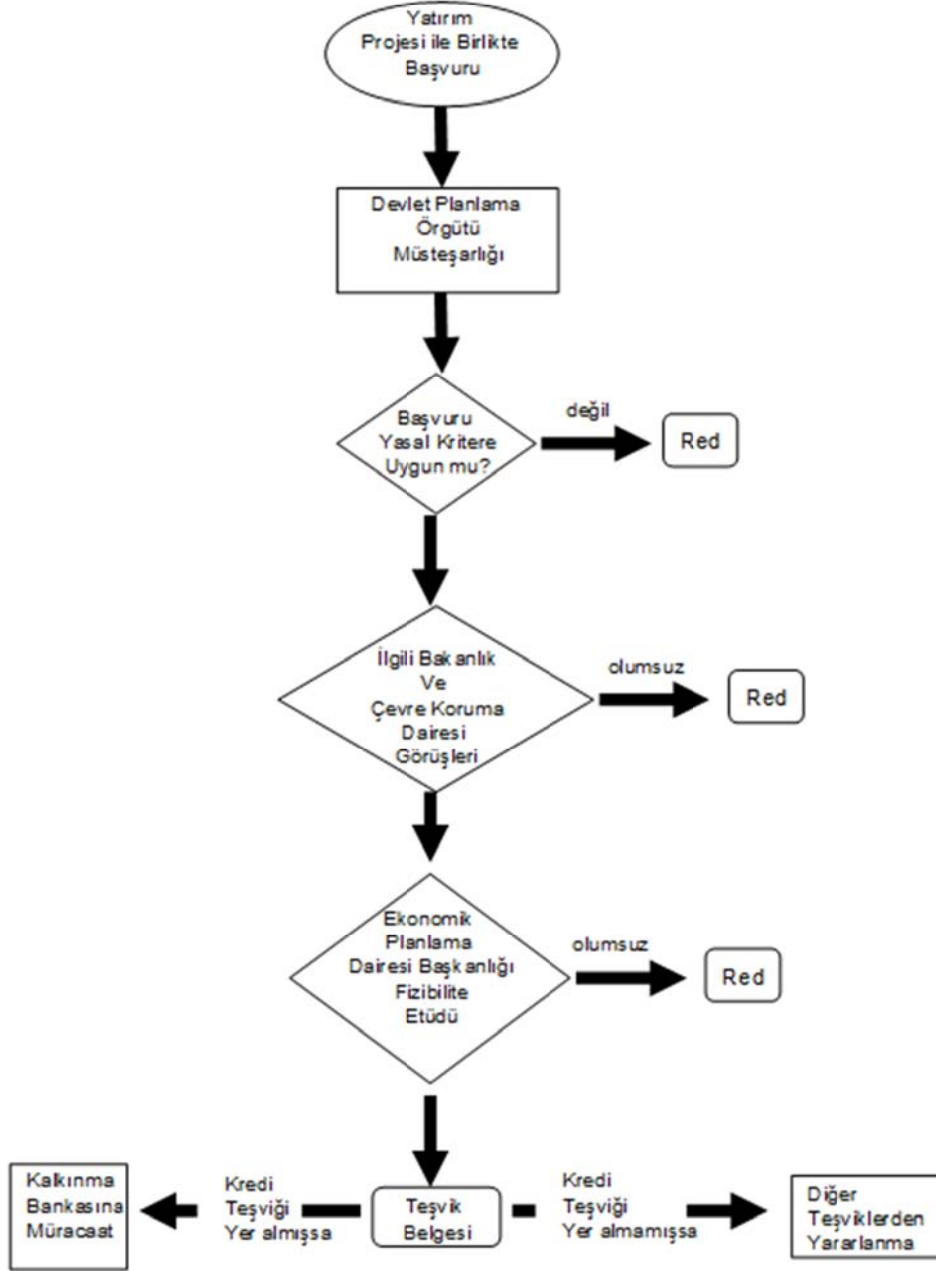 Yatırım
Projesi ile Birlikte
Başvuru
Devlet Planlama
Örgütü
Müsteşarlığı
Başvuru
Yasal Kritere
Uygun mu?
değil
Red
İlgili Bakanlık
Ve
Çevre Koruma
Dairesi
Görüşleri
olumsuz
Red
Ekonomik
Planlama
Dairesi Başkanlığı
Fizibilite
Etüdü
olumsuz
Red
Kalkınma
Bankasına
Müracaat
Kredi
Teşviği
Yer almışsa
Teşvik
Belgesi
Kredi
Teşviği
Yer almamışsa
Diğer
Teşviklerden
Yararlanma